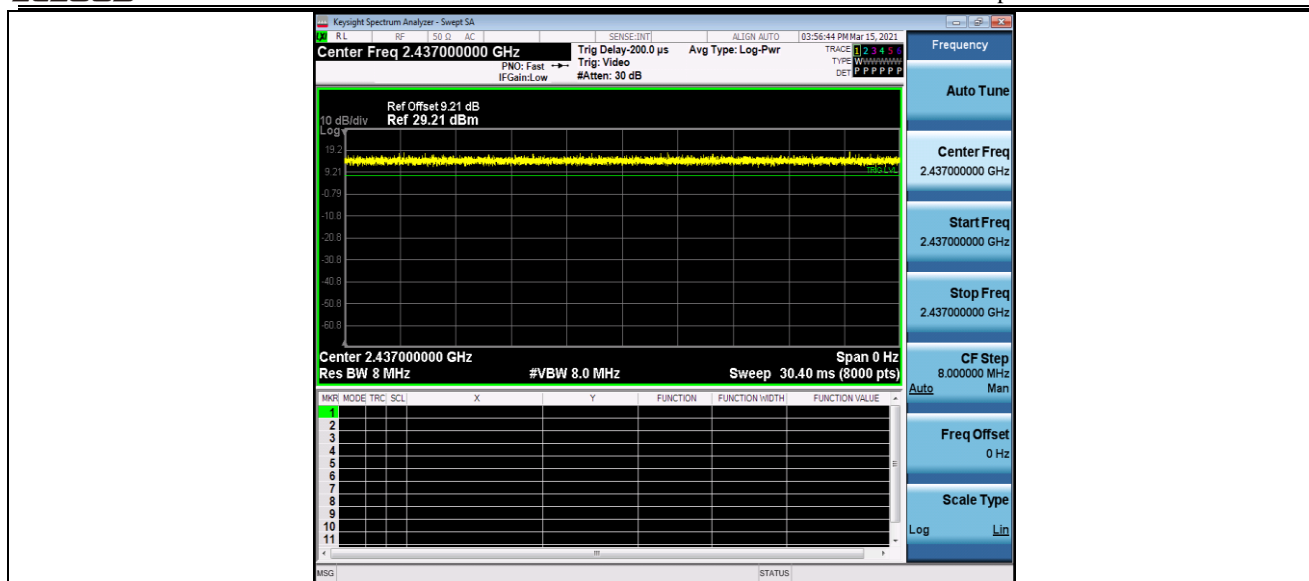 Keysight Spectrum Analyzer - Swept SA
RL RF 50 Ω AC SENSE:INT ALIGN AUTO 03:56:44 PM Mar 15, 2021
Center Freq 2.437000000 GHz
PNO: Fast
IFGain:Low
Trig Delay-200.0 µs
Trig: Video
#Atten: 30 dB
Avg Type: Log-Pwr
TRACE 1 2 3 4 5 6
TYPE WWWWWW
DET P P P P P P
Ref Offset 9.21 dB
10 dB/div Ref 29.21 dBm
Log
19.2
9.21
TRIG LVL
-0.79
-10.8
-20.8
-30.8
-40.8
-50.8
-60.8
Center 2.437000000 GHz Span 0 Hz
Res BW 8 MHz #VBW 8.0 MHz Sweep 30.40 ms (8000 pts)
MKR MODE TRC SCL X Y FUNCTION FUNCTION WIDTH FUNCTION VALUE
1
2
3
4
5
6
7
8
9
10
11
MSG STATUS
Frequency
Auto Tune
Center Freq
2.437000000 GHz
Start Freq
2.437000000 GHz
Stop Freq
2.437000000 GHz
CF Step
8.000000 MHz
Auto Man
Freq Offset
0 Hz
Scale Type
Log Lin